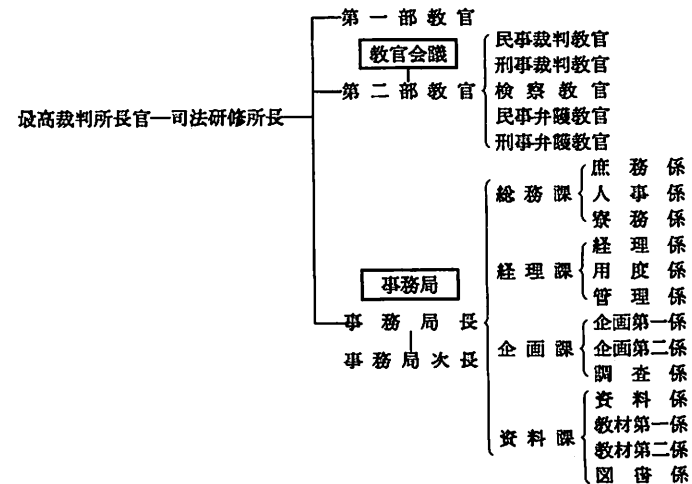 第一部教官
教官会議
第二部教官
民事裁判教官
刑事裁判教官
検察教官
民事弁護教官
刑事弁護教官
最高裁判所長官―司法研修所長
事務局
事務局長
事務局次長
総務課
庶務係
人事係
寮務係
経理課
経理係
用度係
管理係
企画課
企画第一係
企画第二係
調査係
資料課
資料係
教材第一係
教材第二係
図書係